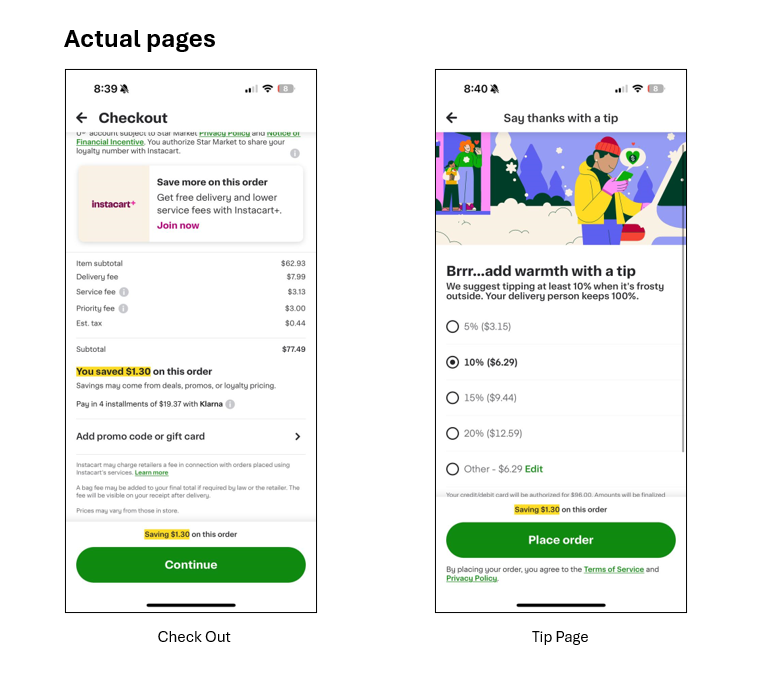 Actual pages
8:39
8
Checkout
account subject to Star Market Privacy Policy and Notice of
Financial Incentive. You authorize Star Market to share your
loyalty number with Instacart.
instacart+
Save more on this order
Get free delivery and lower
service fees with Instacart+.
Join now
Item subtotal $62.93
Delivery fee $7.99
Service fee $3.13
Priority fee $3.00
Est. tax $0.44
Subtotal $77.49
You saved $1.30 on this order
Savings may come from deals, promos, or loyalty pricing.
Pay in 4 installments of $19.37 with Klarna
Add promo code or gift card
Instacart may charge retailers a fee in connection with orders placed using
Instacart's services. Learn more
A bag fee may be added to your final total if required by law or the retailer. The
fee will be visible on your receipt after delivery.
Prices may vary from those in store.
Saving $1.30 on this order
Continue
Check Out
8:40
8
Say thanks with a tip
Brrr...add warmth with a tip
We suggest tipping at least 10% when it's frosty
outside. Your delivery person keeps 100%.
5% ($3.15)
10% ($6.29)
15% ($9.44)
20% ($12.59)
Other - $6.29 Edit
Your credit/debit card will be authorized for $96.00. Amounts will be finalized
Saving $1.30 on this order
Place order
By placing your order, you agree to the Terms of Service and
Privacy Policy.
Tip Page